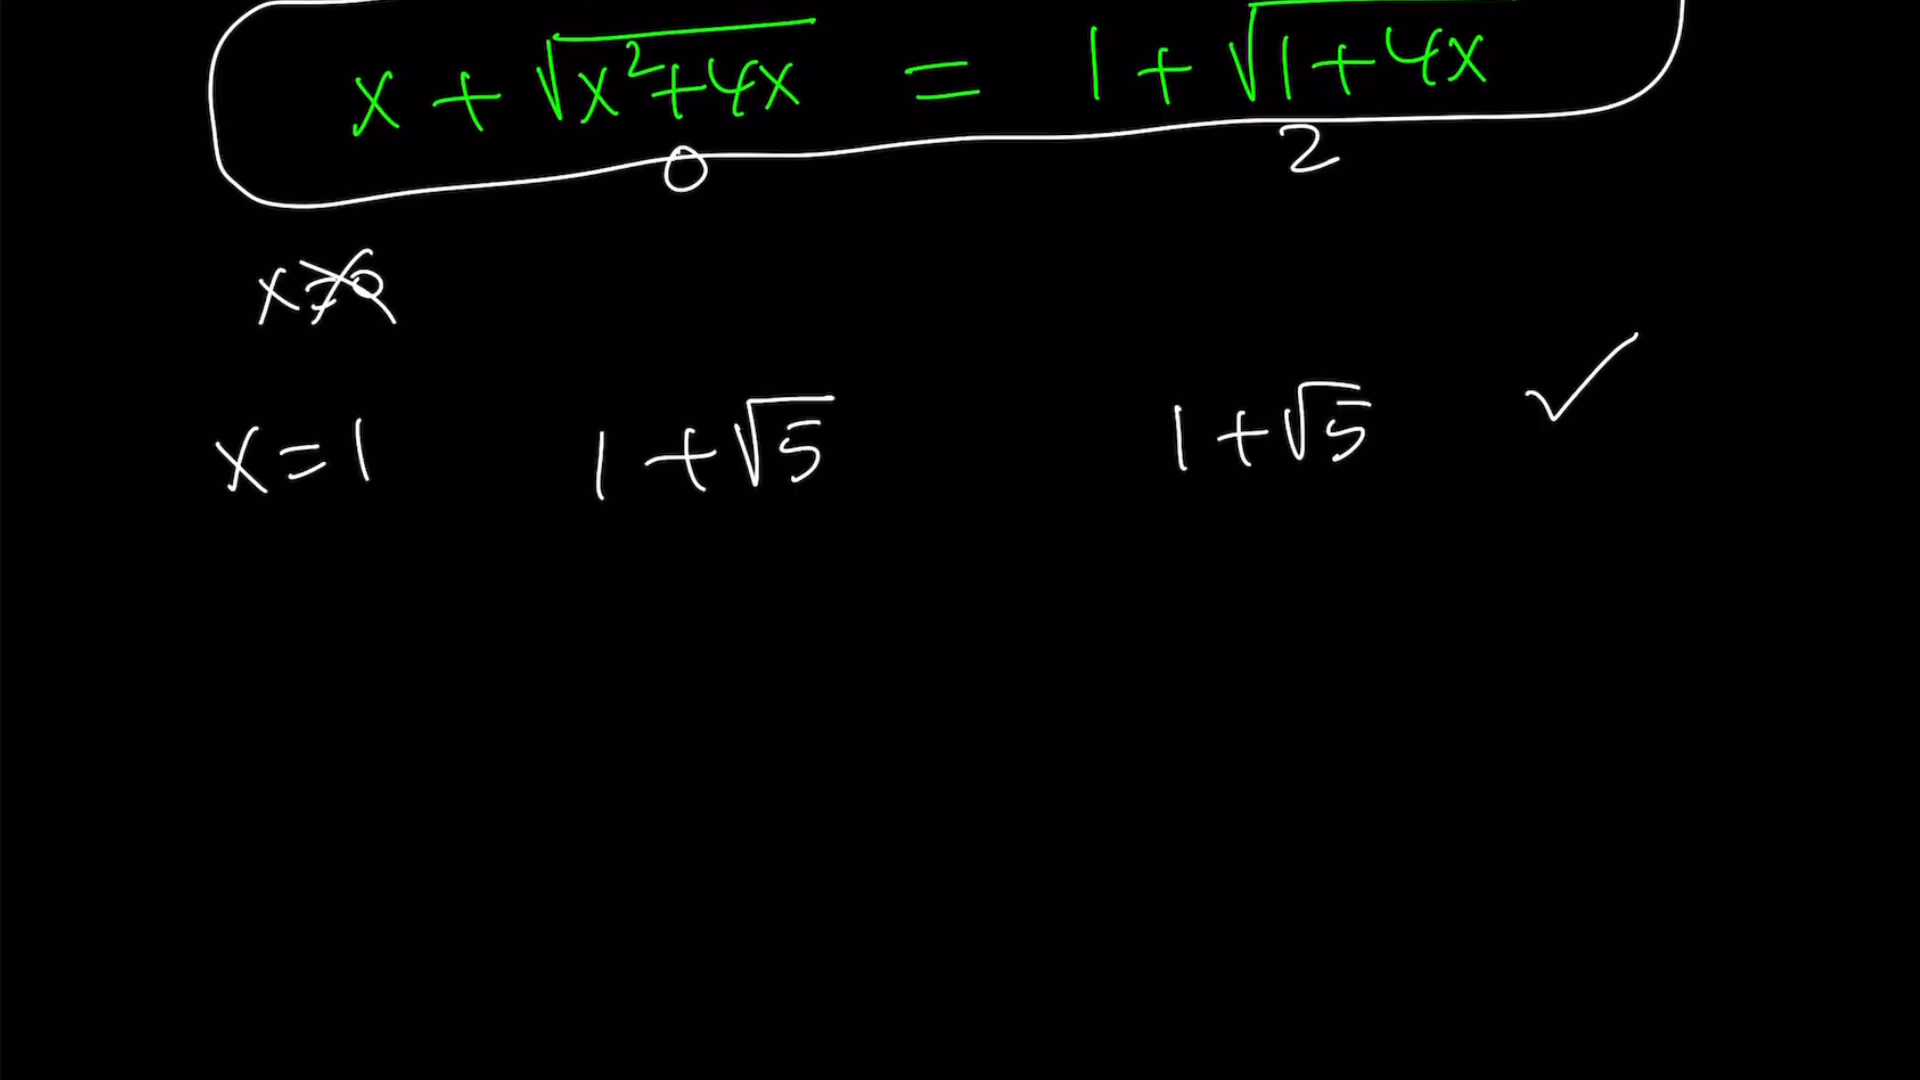 x + √x²+4x = 1 + √1+4x
0 2
x=0
x=1 1+√5 1+√5 ✓